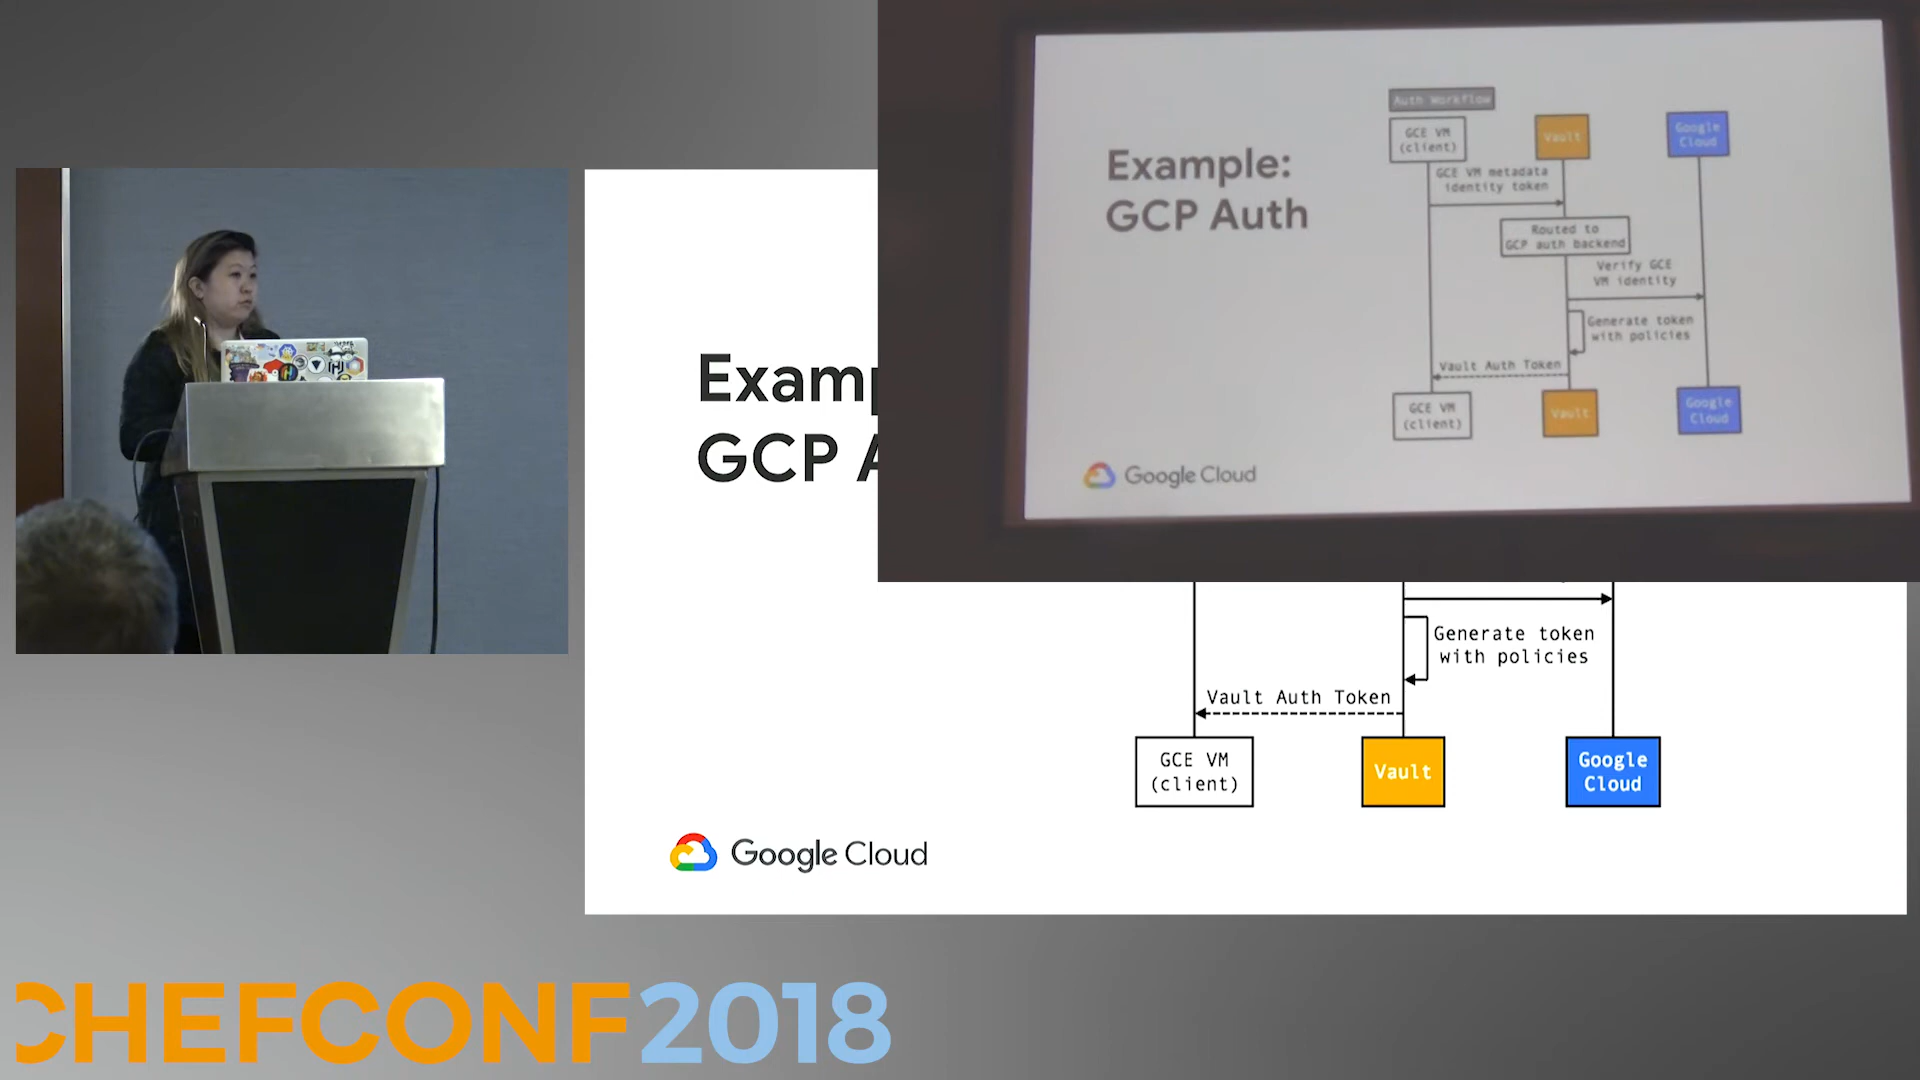 Auth Workflow
GCE VM
(client)
Vault
Google
Cloud
Example:
GCP Auth
GCE VM metadata
identity token
Routed to
GCP auth backend
Verify GCE
VM identity
Generate token
with policies
Vault Auth Token
GCE VM
(client)
Vault
Google
Cloud
Google Cloud
Exam
GCP A
Generate token
with policies
Vault Auth Token
GCE VM
(client)
Vault
Google
Cloud
Google Cloud
CHEFCONF2018